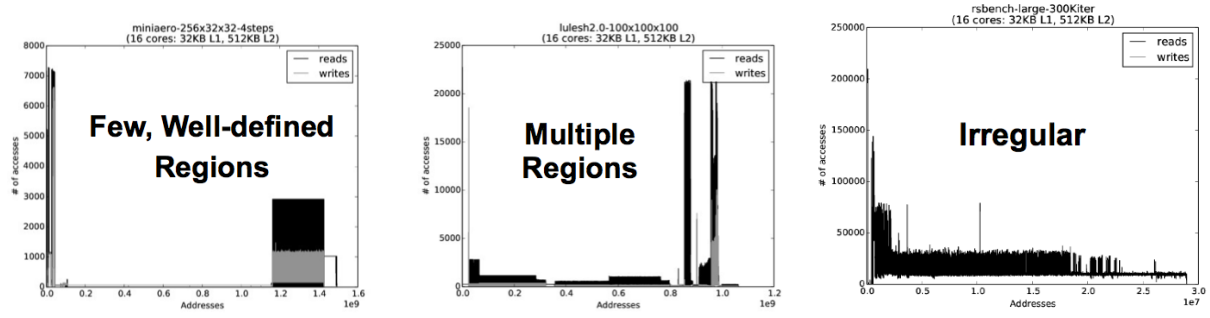 miniaero-256x32x32-4steps
(16 cores: 32KB L1, 512KB L2)
8000
7000
6000
5000
4000
3000
2000
1000
0
# of accesses
reads
writes
Few, Well-defined
Regions
0.0 0.2 0.4 0.6 0.8 1.0 1.2 1.4 1.6
1e9
Addresses
lulesh2.0-100x100x100
(16 cores: 32KB L1, 512KB L2)
25000
20000
15000
10000
5000
0
# of accesses
reads
writes
Multiple
Regions
0.0 0.2 0.4 0.6 0.8 1.0 1.2
1e9
Addresses
rsbench-large-300Kiter
(16 cores: 32KB L1, 512KB L2)
250000
200000
150000
100000
50000
0
# of accesses
reads
writes
Irregular
0.0 0.5 1.0 1.5 2.0 2.5 3.0
1e7
Addresses